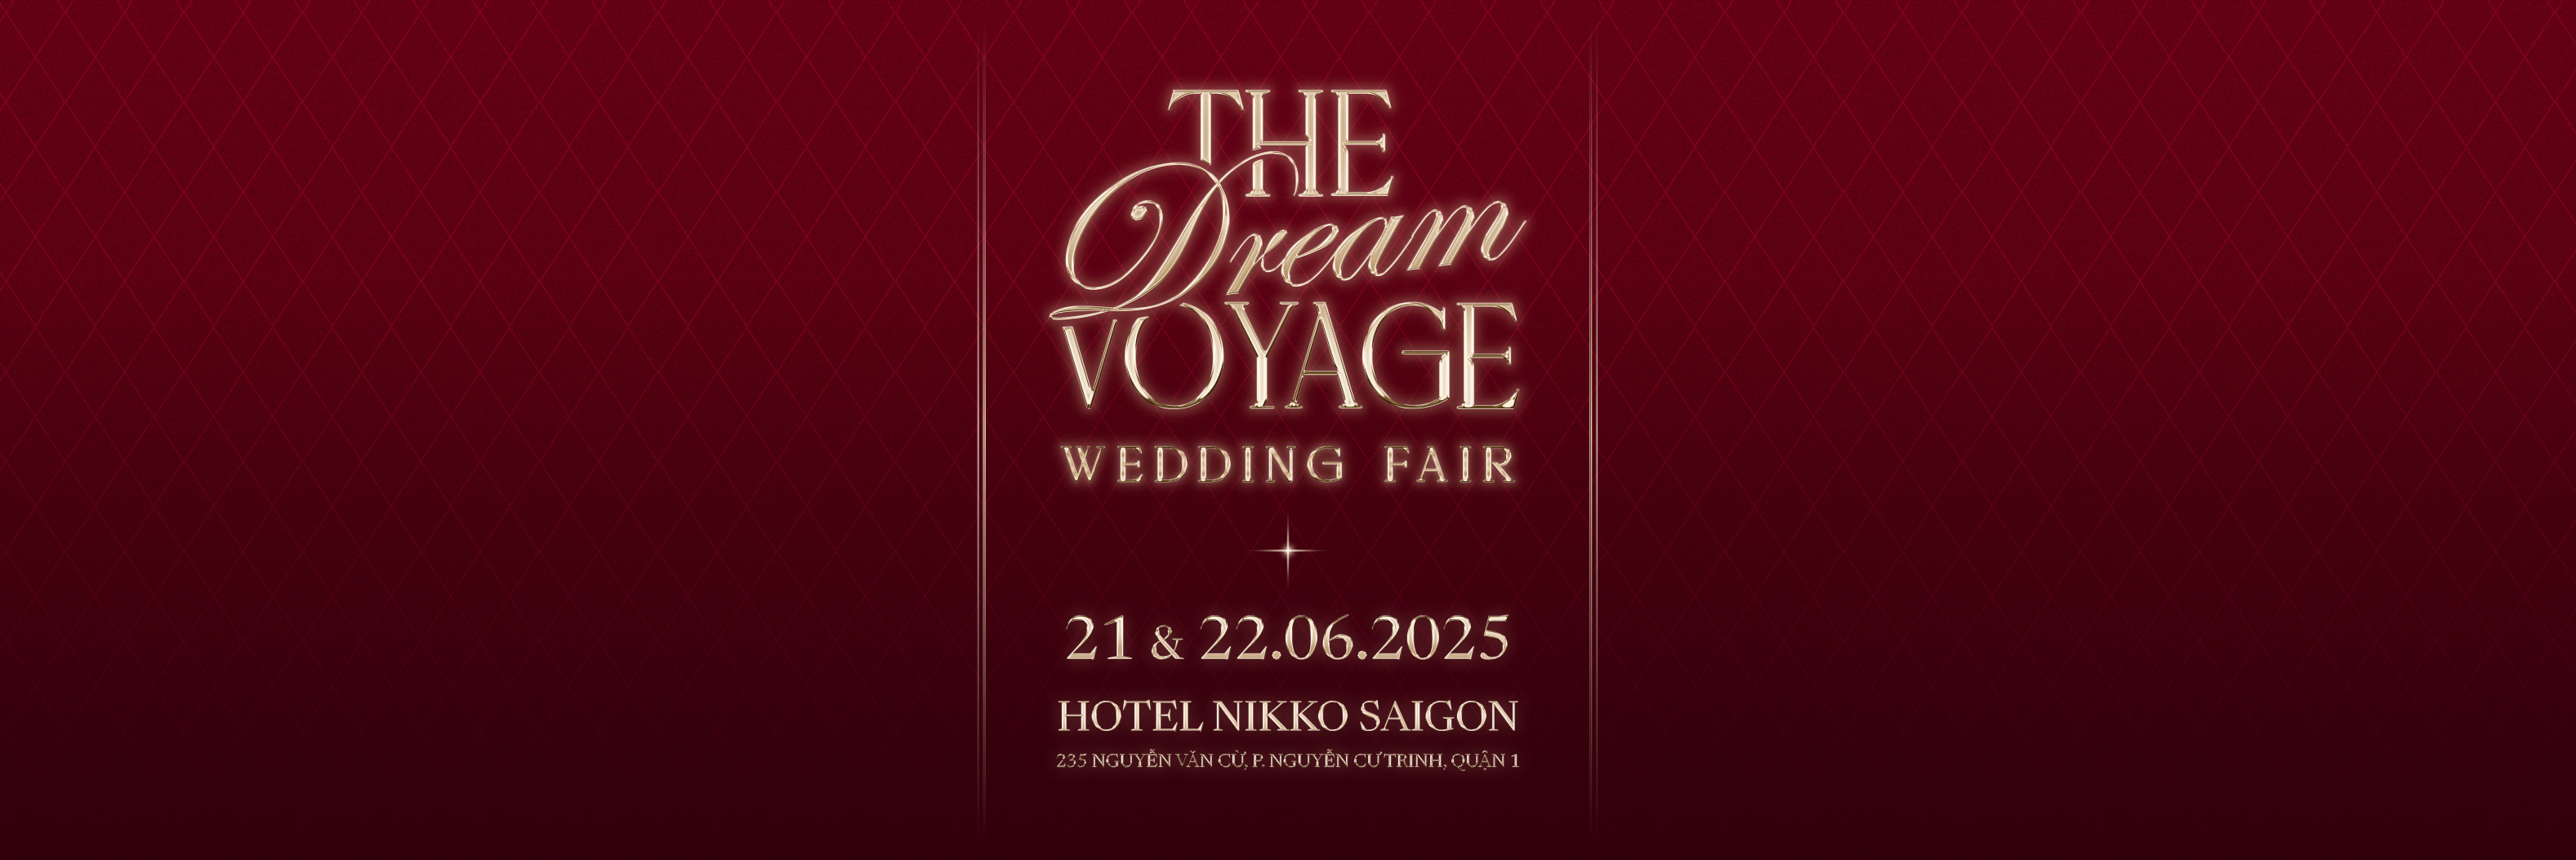 THE
Dream
VOYAGE
WEDDING FAIR
21 & 22.06.2025
HOTEL NIKKO SAIGON
235 NGUYỄN VĂN CỪ, P. NGUYỄN CƯ TRINH, QUẬN 1